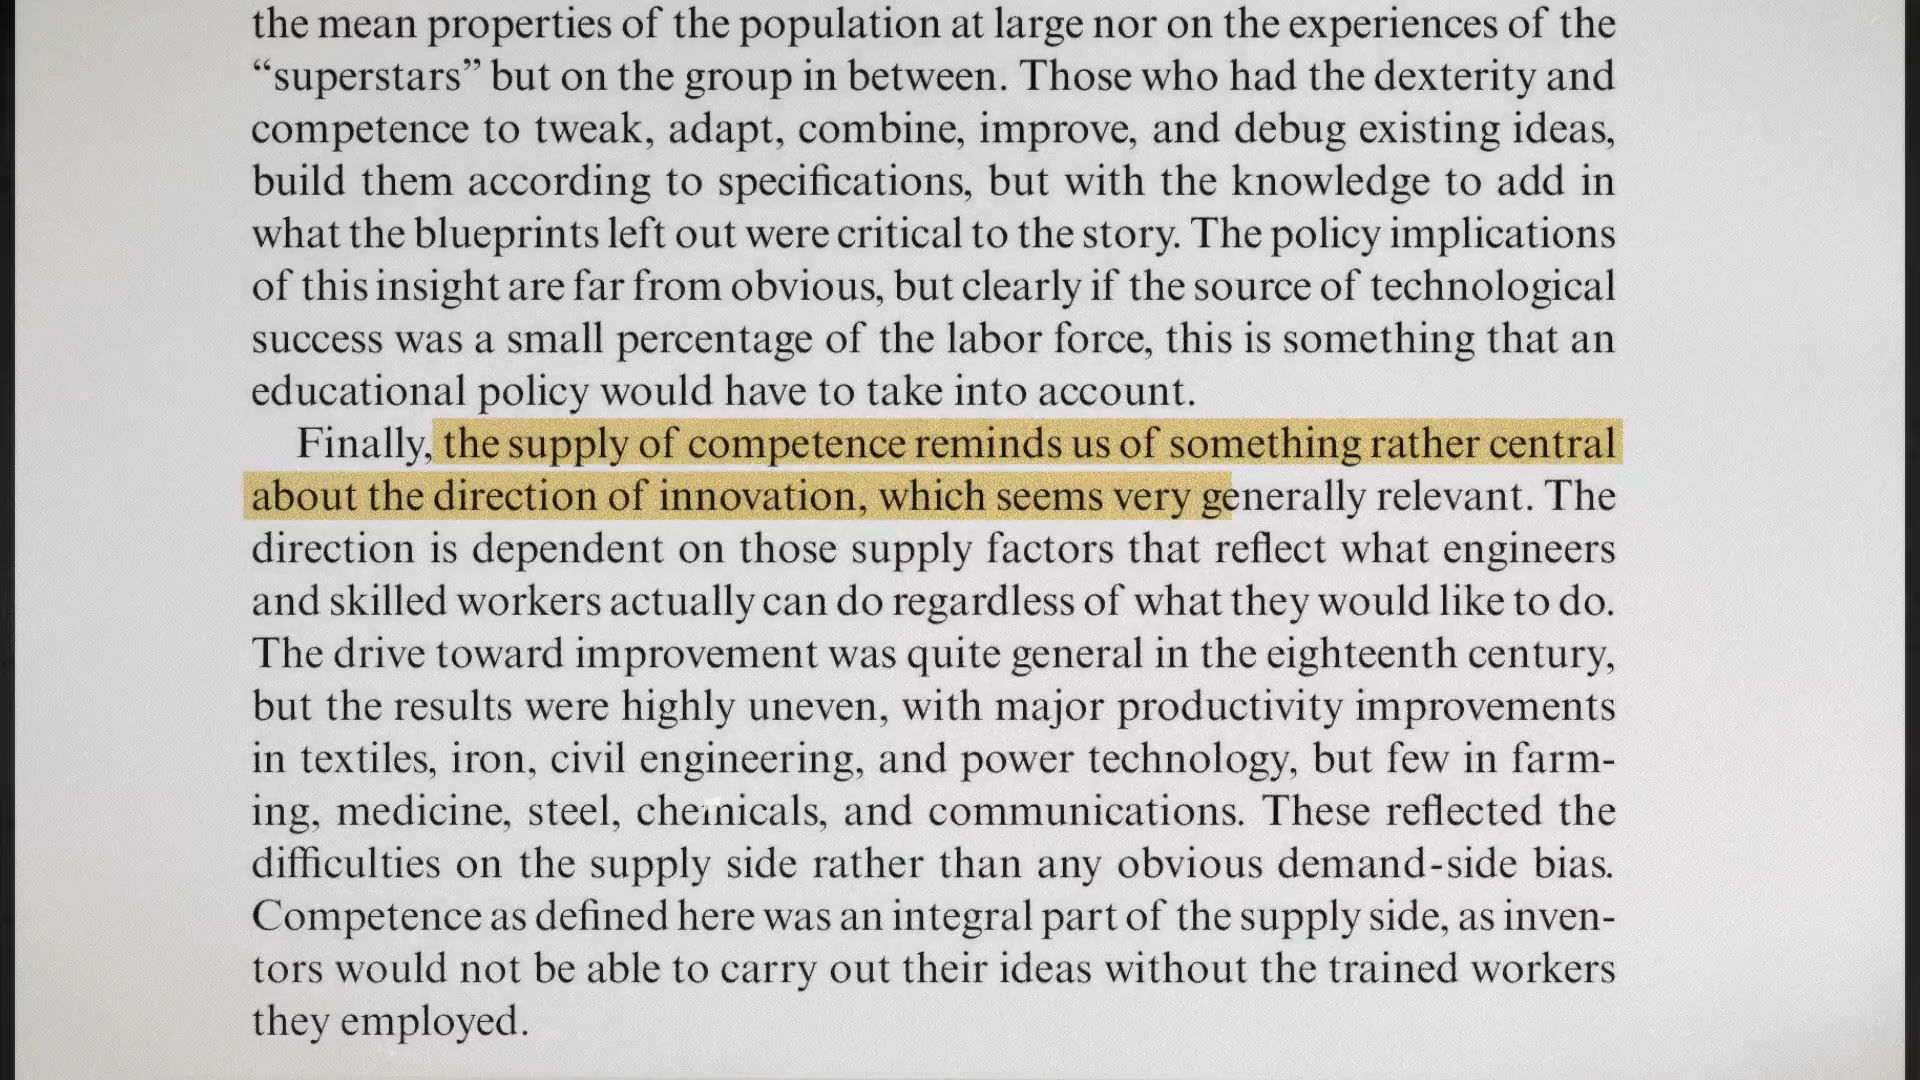 the mean properties of the population at large nor on the experiences of the
“superstars” but on the group in between. Those who had the dexterity and
competence to tweak, adapt, combine, improve, and debug existing ideas,
build them according to specifications, but with the knowledge to add in
what the blueprints left out were critical to the story. The policy implications
of this insight are far from obvious, but clearly if the source of technological
success was a small percentage of the labor force, this is something that an
educational policy would have to take into account.
Finally, the supply of competence reminds us of something rather central
about the direction of innovation, which seems very generally relevant. The
direction is dependent on those supply factors that reflect what engineers
and skilled workers actually can do regardless of what they would like to do.
The drive toward improvement was quite general in the eighteenth century,
but the results were highly uneven, with major productivity improvements
in textiles, iron, civil engineering, and power technology, but few in farm-
ing, medicine, steel, chemicals, and communications. These reflected the
difficulties on the supply side rather than any obvious demand-side bias.
Competence as defined here was an integral part of the supply side, as inven-
tors would not be able to carry out their ideas without the trained workers
they employed.